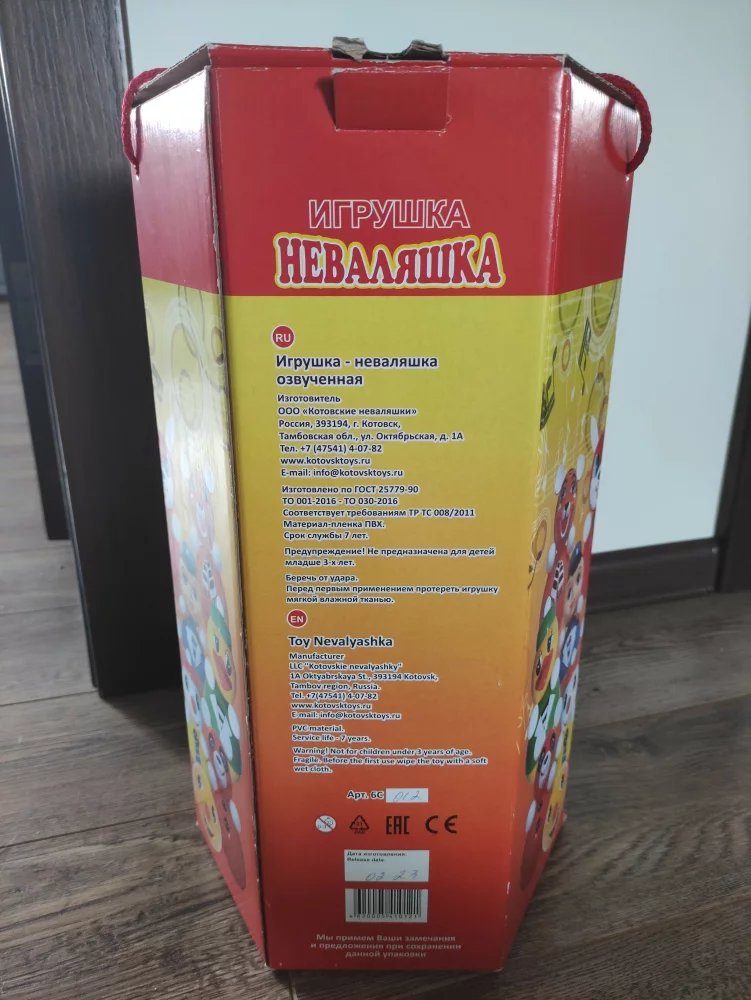 ИГРУШКА
НЕВАЛЯШКА
RU
Игрушка - неваляшка
озвученная
Изготовитель
ООО «Котовские неваляшки»
Россия, 393194, г. Котовск,
Тамбовская обл., ул. Октябрьская, д. 1А
Тел. +7 (47541) 4-07-82
www.kotovsktoys.ru
E-mail: info@kotovsktoys.ru
Изготовлено по ГОСТ 25779-90
ТО 001-2016 - ТО 030-2016
Соответствует требованиям ТР ТС 008/2011
Материал-пленка ПВХ.
Срок службы 7 лет.
Предупреждение! Не предназначена для детей
младше 3-х лет.
Беречь от удара.
Перед первым применением протереть игрушку
мягкой влажной тканью.
EN
Toy Nevalyashka
Manufacturer
LLC "Kotovskie nevalyashky"
1A Oktyabrskaya St., 393194 Kotovsk,
Tambov region, Russia.
Tel. +7(47541) 4-07-82
www.kotovsktoys.ru
E-mail: info@kotovsktoys.ru
PVC material.
Service life - 7 years.
Warning! Not for children under 3 years of age.
Fragile. Before the first use wipe the toy with a soft
wet cloth.
Арт. 6С 012
0-3
EAC CE
Дата изготовления:
Release date:
02 23
Мы примем Ваши замечания
и предложения при сохранении
данной упаковки